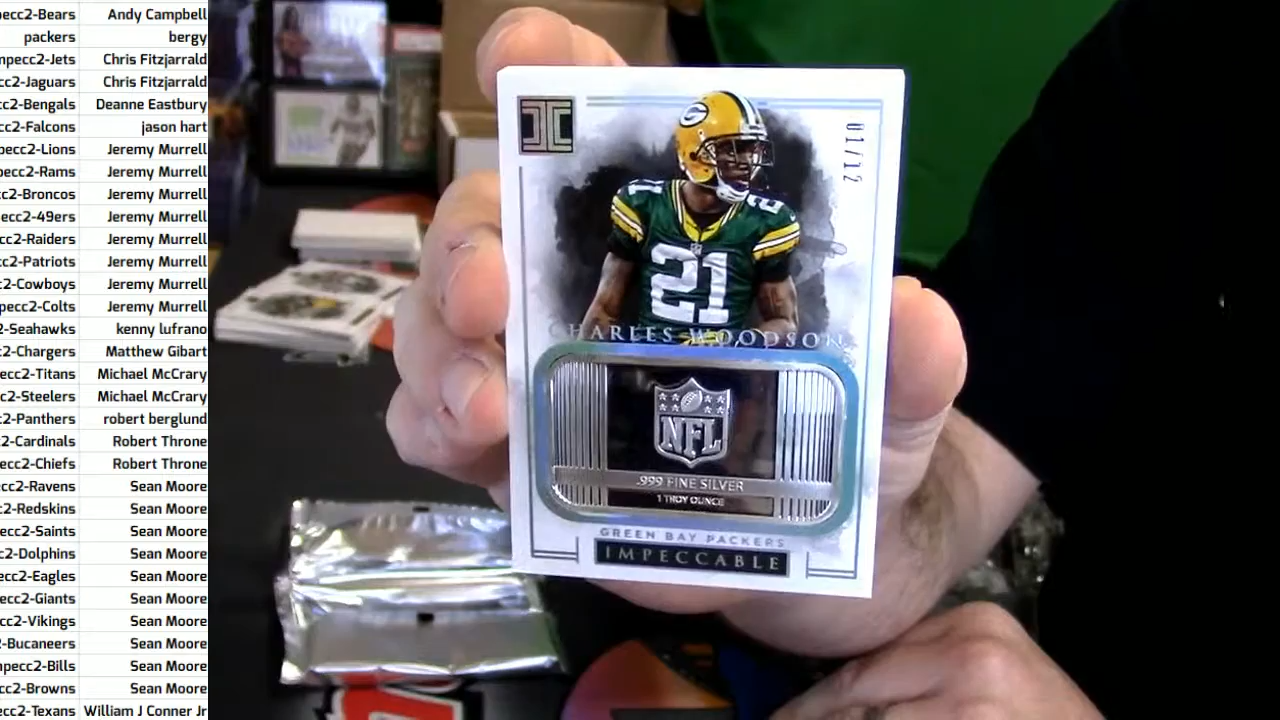 pecc2-Bears Andy Campbell
packers bergy
npecc2-Jets Chris Fitzjarrald
cc2-Jaguars Chris Fitzjarrald
cc2-Bengals Deanne Eastbury
cc2-Falcons jason hart
pecc2-Lions Jeremy Murrell
pecc2-Rams Jeremy Murrell
cc2-Broncos Jeremy Murrell
ecc2-49ers Jeremy Murrell
cc2-Raiders Jeremy Murrell
cc2-Patriots Jeremy Murrell
cc2-Cowboys Jeremy Murrell
pecc2-Colts Jeremy Murrell
2-Seahawks kenny lufrano
c2-Chargers Matthew Gibart
cc2-Titans Michael McCrary
c2-Steelers Michael McCrary
c2-Panthers robert berglund
c2-Cardinals Robert Throne
ecc2-Chiefs Robert Throne
ecc2-Ravens Sean Moore
c2-Redskins Sean Moore
ecc2-Saints Sean Moore
c2-Dolphins Sean Moore
ecc2-Eagles Sean Moore
cc2-Giants Sean Moore
c2-Vikings Sean Moore
2-Bucaneers Sean Moore
npecc2-Bills Sean Moore
cc2-Browns Sean Moore
ecc2-Texans William J Conner Jr
G
01/12
21
21
CHARLES WOODSON
NFL
.999 FINE SILVER
1 TROY OUNCE
GREEN BAY PACKERS
IMPECCABLE